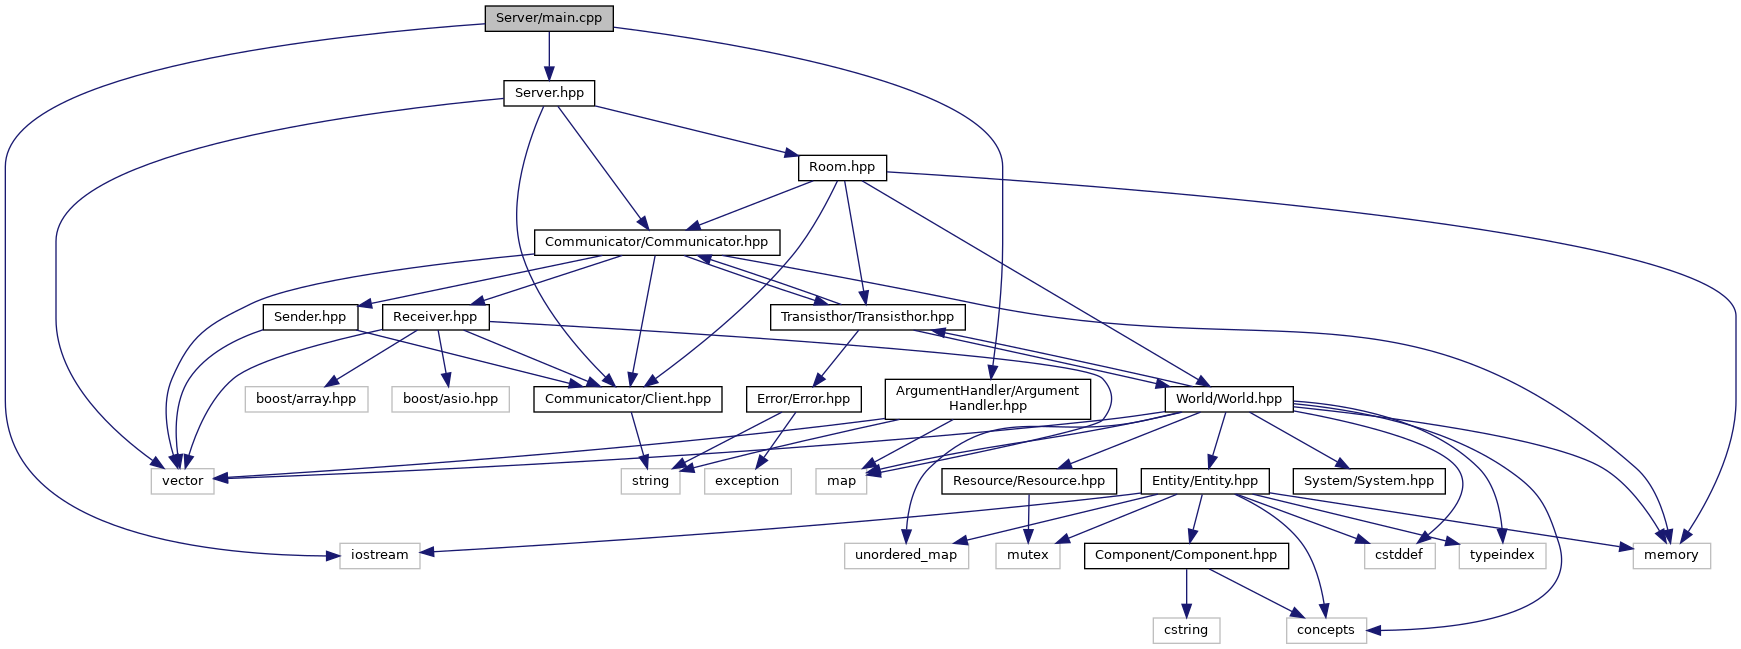 Server/main.cpp
Server.hpp
Room.hpp
Communicator/Communicator.hpp
Sender.hpp
Receiver.hpp
Transisthor/Transisthor.hpp
boost/array.hpp
boost/asio.hpp
Communicator/Client.hpp
Error/Error.hpp
ArgumentHandler/Argument
Handler.hpp
World/World.hpp
vector
string
exception
map
Resource/Resource.hpp
Entity/Entity.hpp
System/System.hpp
iostream
unordered_map
mutex
Component/Component.hpp
cstddef
typeindex
memory
cstring
concepts